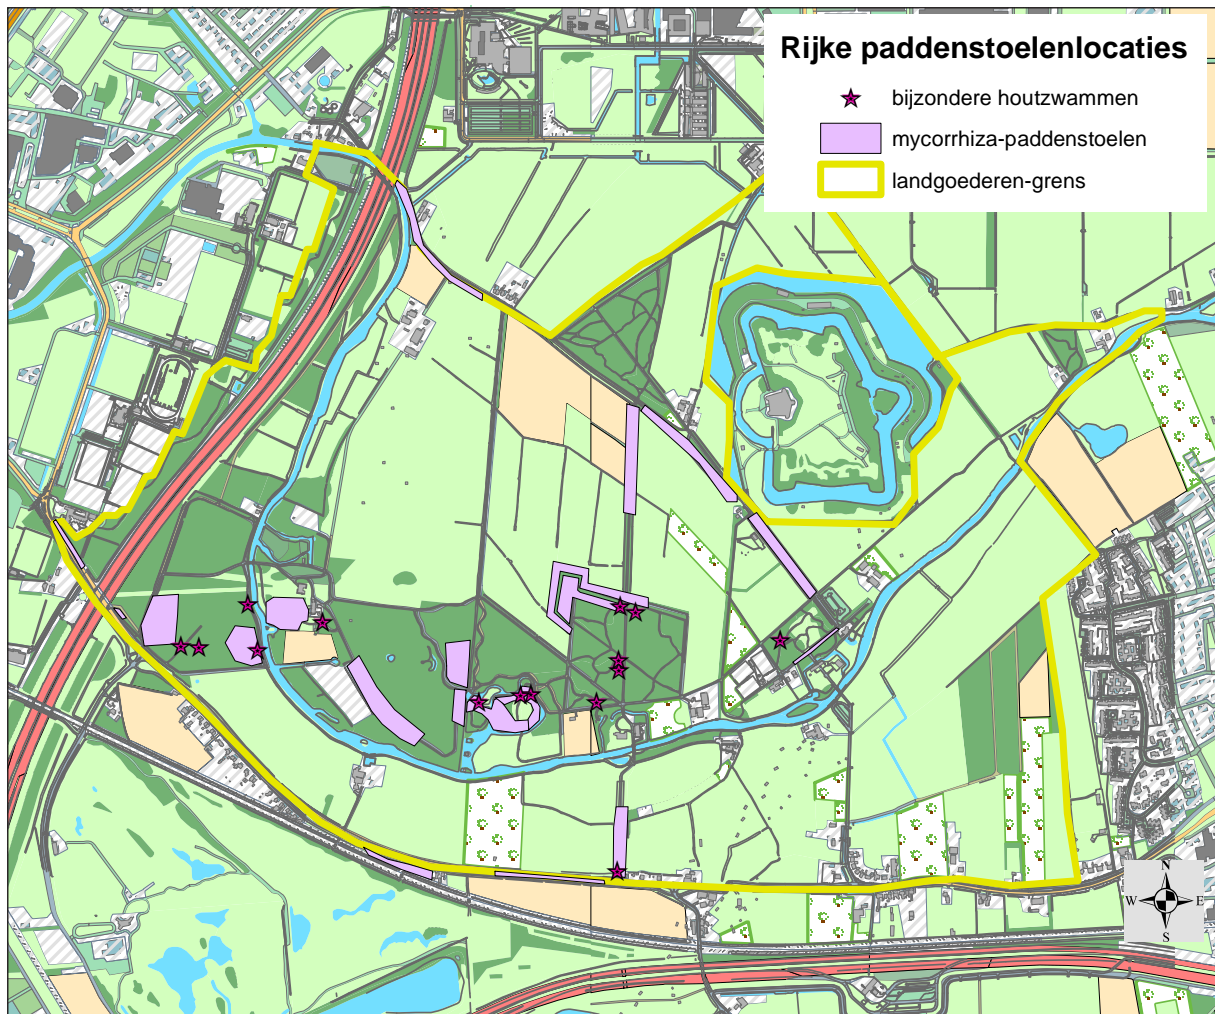 Rijke paddenstoelenlocaties
bijzondere houtzwammen
mycorrhiza-paddenstoelen
landgoederen-grens
N
W E
S